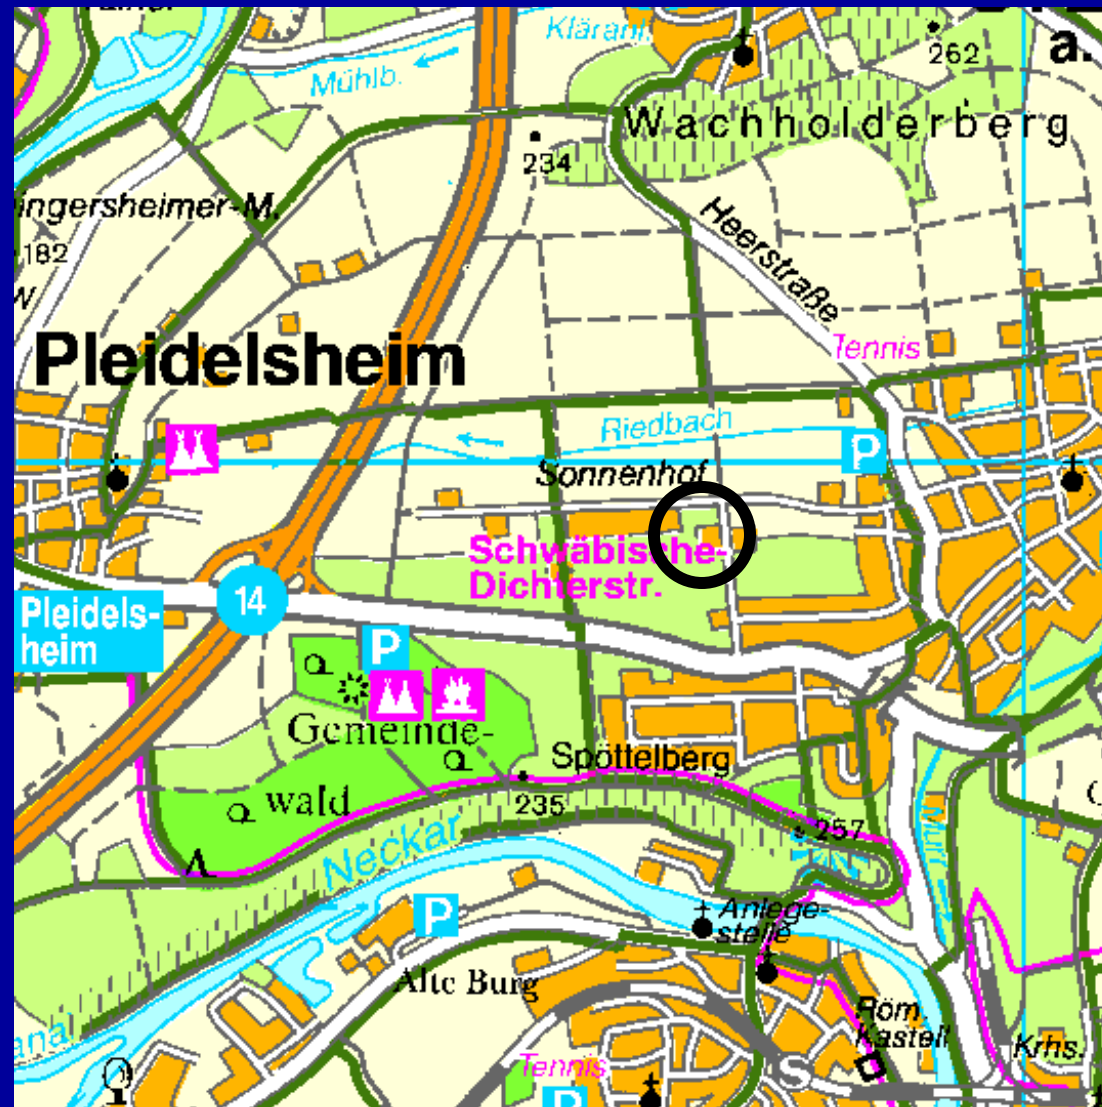 Kläranl.
262
a.
Mühlb.
Wachholderberg
234
ingersheimer-M.
182
W
Heerstraße
Tennis
Pleidelsheim
Riedbach
P
Sonnenhof
Schwäbische-
Dichterstr.
14
Pleidels-
heim
P
Gemeinde-
wald
Spöttelberg
235
257
Neckar
Murr
P
Anlege-
stelle
Alte Burg
Röm.
Kastell
Krhs.
anal
Tennis
S
P